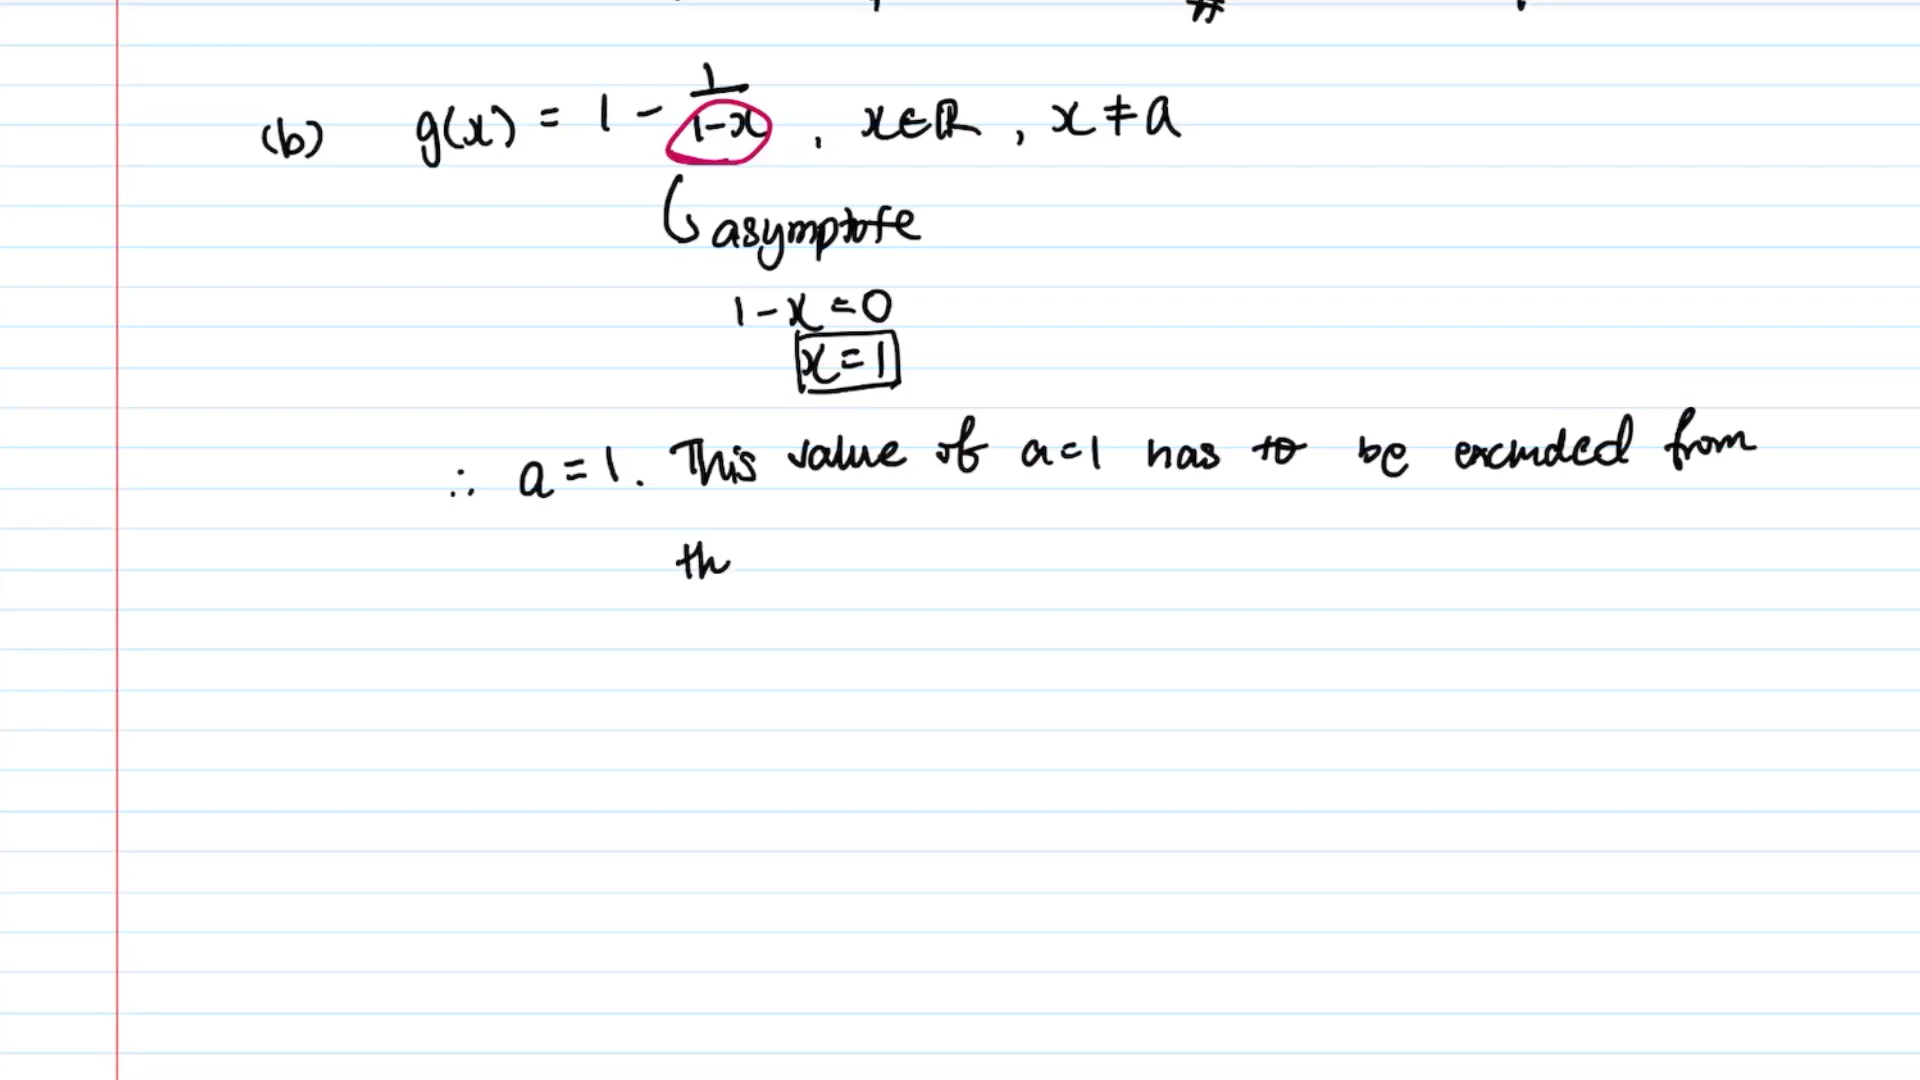 (b) g(x) = 1 - 1/(1-x) , x∈ℝ , x ≠ a
asymptote
1-x=0
x=1
∴ a=1. This value of a=1 has to be excluded from
th